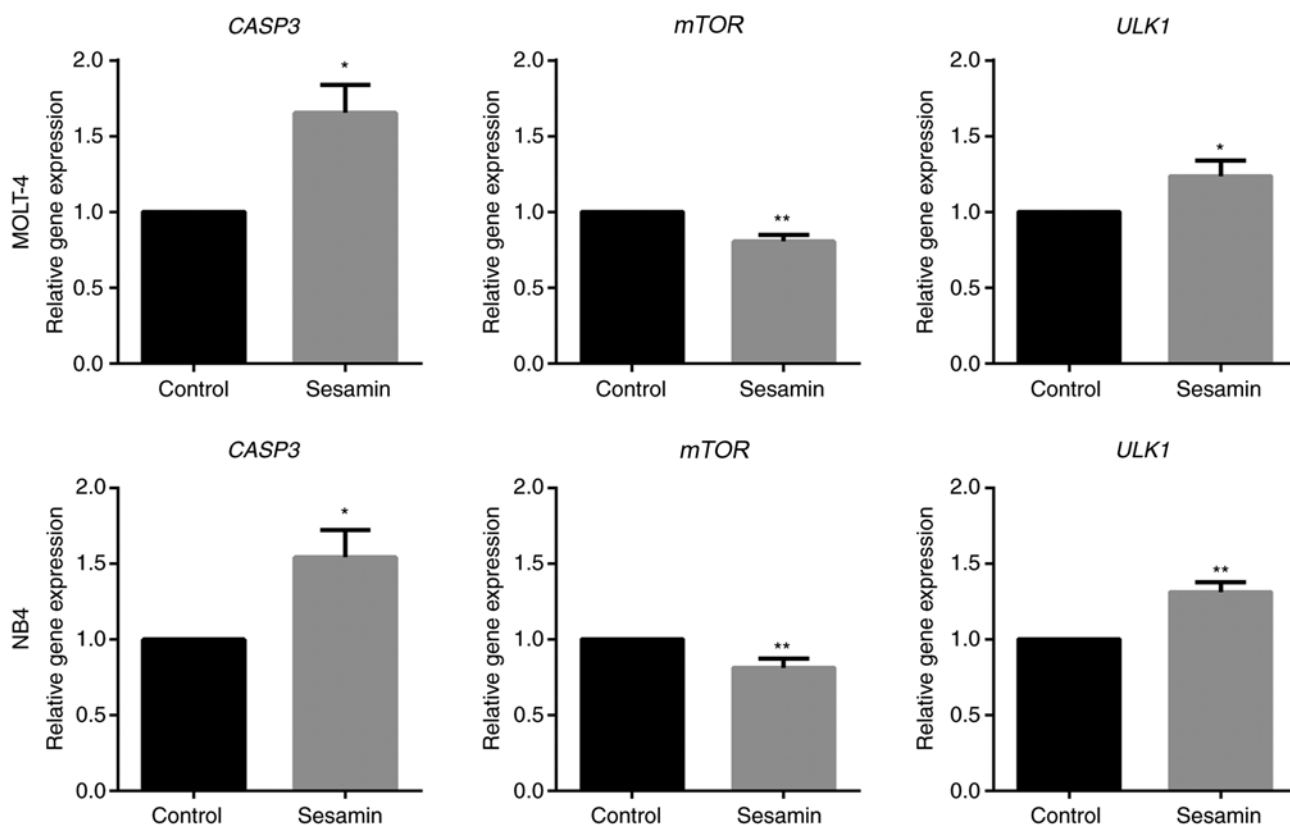 CASP3
mTOR
ULK1
MOLT-4
Relative gene expression
2.0
1.5
1.0
0.5
0.0
*
Control
Sesamin
Relative gene expression
2.0
1.5
1.0
0.5
0.0
**
Control
Sesamin
Relative gene expression
2.0
1.5
1.0
0.5
0.0
*
Control
Sesamin
CASP3
mTOR
ULK1
NB4
Relative gene expression
2.0
1.5
1.0
0.5
0.0
*
Control
Sesamin
Relative gene expression
2.0
1.5
1.0
0.5
0.0
**
Control
Sesamin
Relative gene expression
2.0
1.5
1.0
0.5
0.0
**
Control
Sesamin